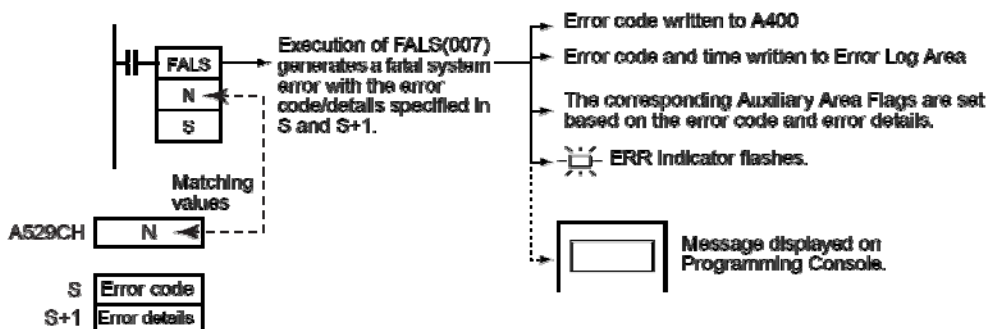 FALS
N
S
Execution of FALS(007)
generates a fatal system
error with the error
code/details specified in
S and S+1.
Error code written to A400
Error code and time written to Error Log Area
The corresponding Auxiliary Area Flags are set
based on the error code and error details.
ERR Indicator flashes.
Message displayed on
Programming Console.
Matching
values
A529CH N
S Error code
S+1 Error details